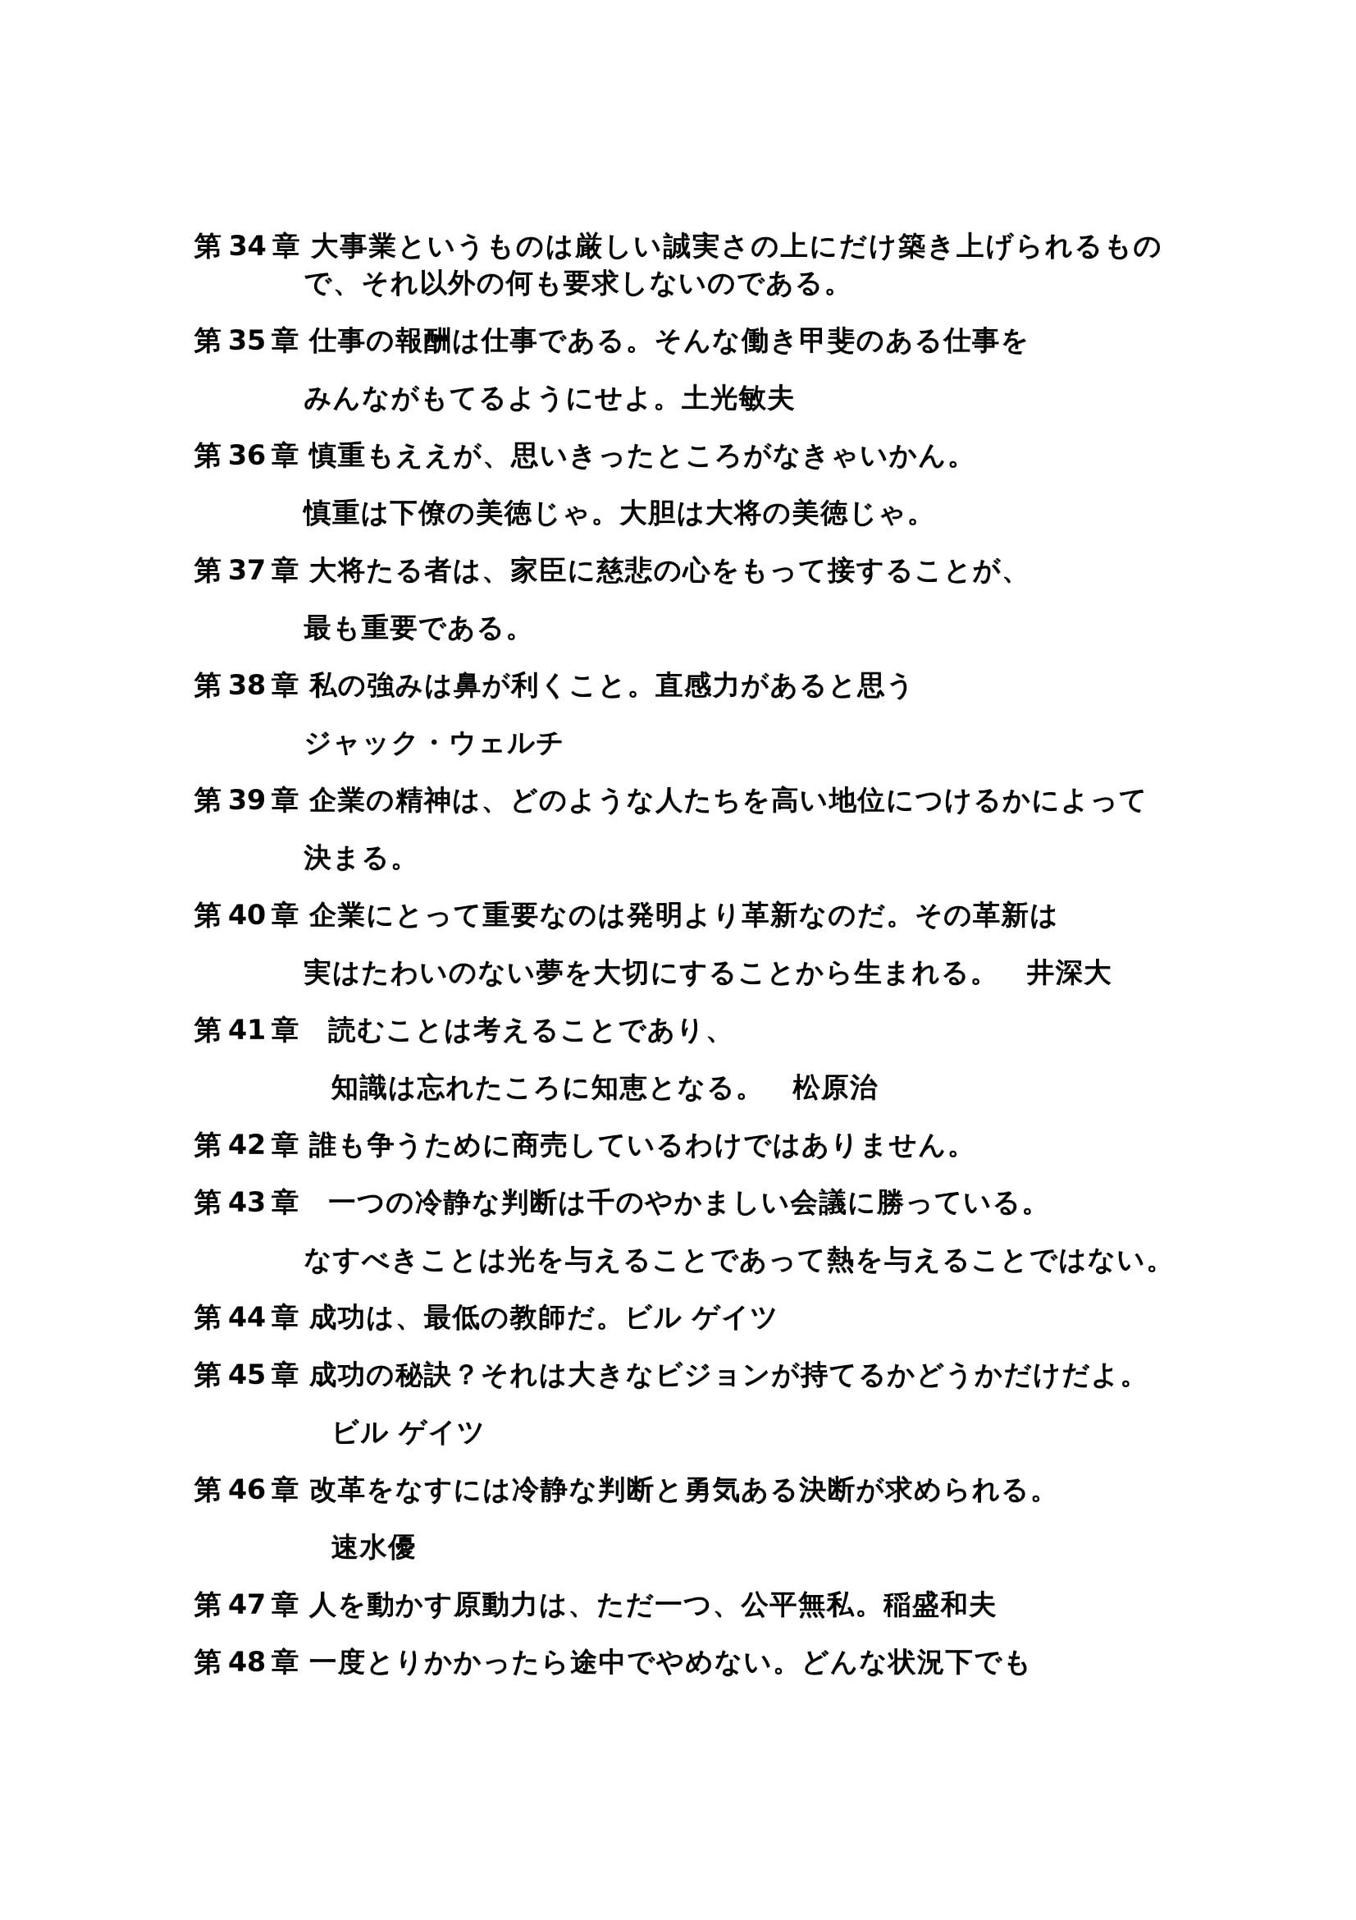 第 34 章 大事業というものは厳しい誠実さの上にだけ築き上げられるもの
で、それ以外の何も要求しないのである。
第 35 章 仕事の報酬は仕事である。そんな働き甲斐のある仕事を
みんながもてるようにせよ。土光敏夫
第 36 章 慎重もええが、思いきったところがなきゃいかん。
慎重は下僚の美徳じゃ。大胆は大将の美徳じゃ。
第 37 章 大将たる者は、家臣に慈悲の心をもって接することが、
最も重要である。
第 38 章 私の強みは鼻が利くこと。直感力があると思う
ジャック・ウェルチ
第 39 章 企業の精神は、どのような人たちを高い地位につけるかによって
決まる。
第 40 章 企業にとって重要なのは発明より革新なのだ。その革新は
実はたわいのない夢を大切にすることから生まれる。　井深大
第 41 章　読むことは考えることであり、
知識は忘れたころに知恵となる。　松原治
第 42 章 誰も争うために商売しているわけではありません。
第 43 章　一つの冷静な判断は千のやかましい会議に勝っている。
なすべきことは光を与えることであって熱を与えることではない。
第 44 章 成功は、最低の教師だ。ビル ゲイツ
第 45 章 成功の秘訣？それは大きなビジョンが持てるかどうかだけだよ。
ビル ゲイツ
第 46 章 改革をなすには冷静な判断と勇気ある決断が求められる。
速水優
第 47 章 人を動かす原動力は、ただ一つ、公平無私。稲盛和夫
第 48 章 一度とりかかったら途中でやめない。どんな状況下でも